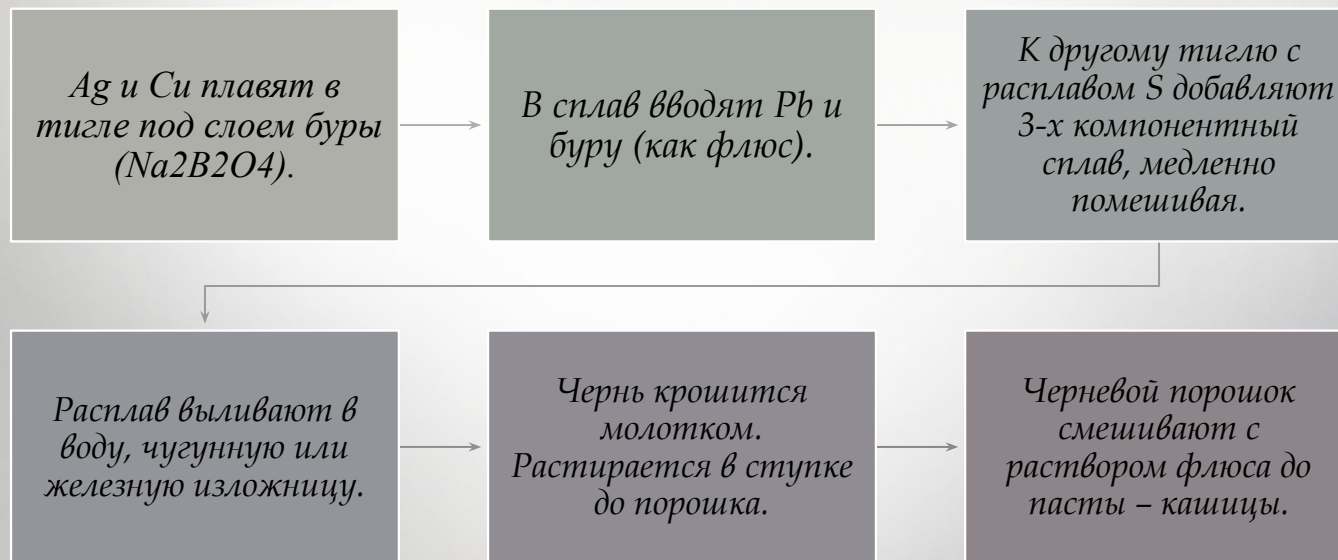 Ag и Cu плавят в
тигле под слоем буры
(Na2B2O4).
В сплав вводят Pb и
буру (как флюс).
К другому тиглю с
расплавом S добавляют
3-х компонентный
сплав, медленно
помешивая.
Расплав выливают в
воду, чугунную или
железную изложницу.
Чернь крошится
молотком.
Растирается в ступке
до порошка.
Черневой порошок
смешивают с
раствором флюса до
пасты – кашицы.